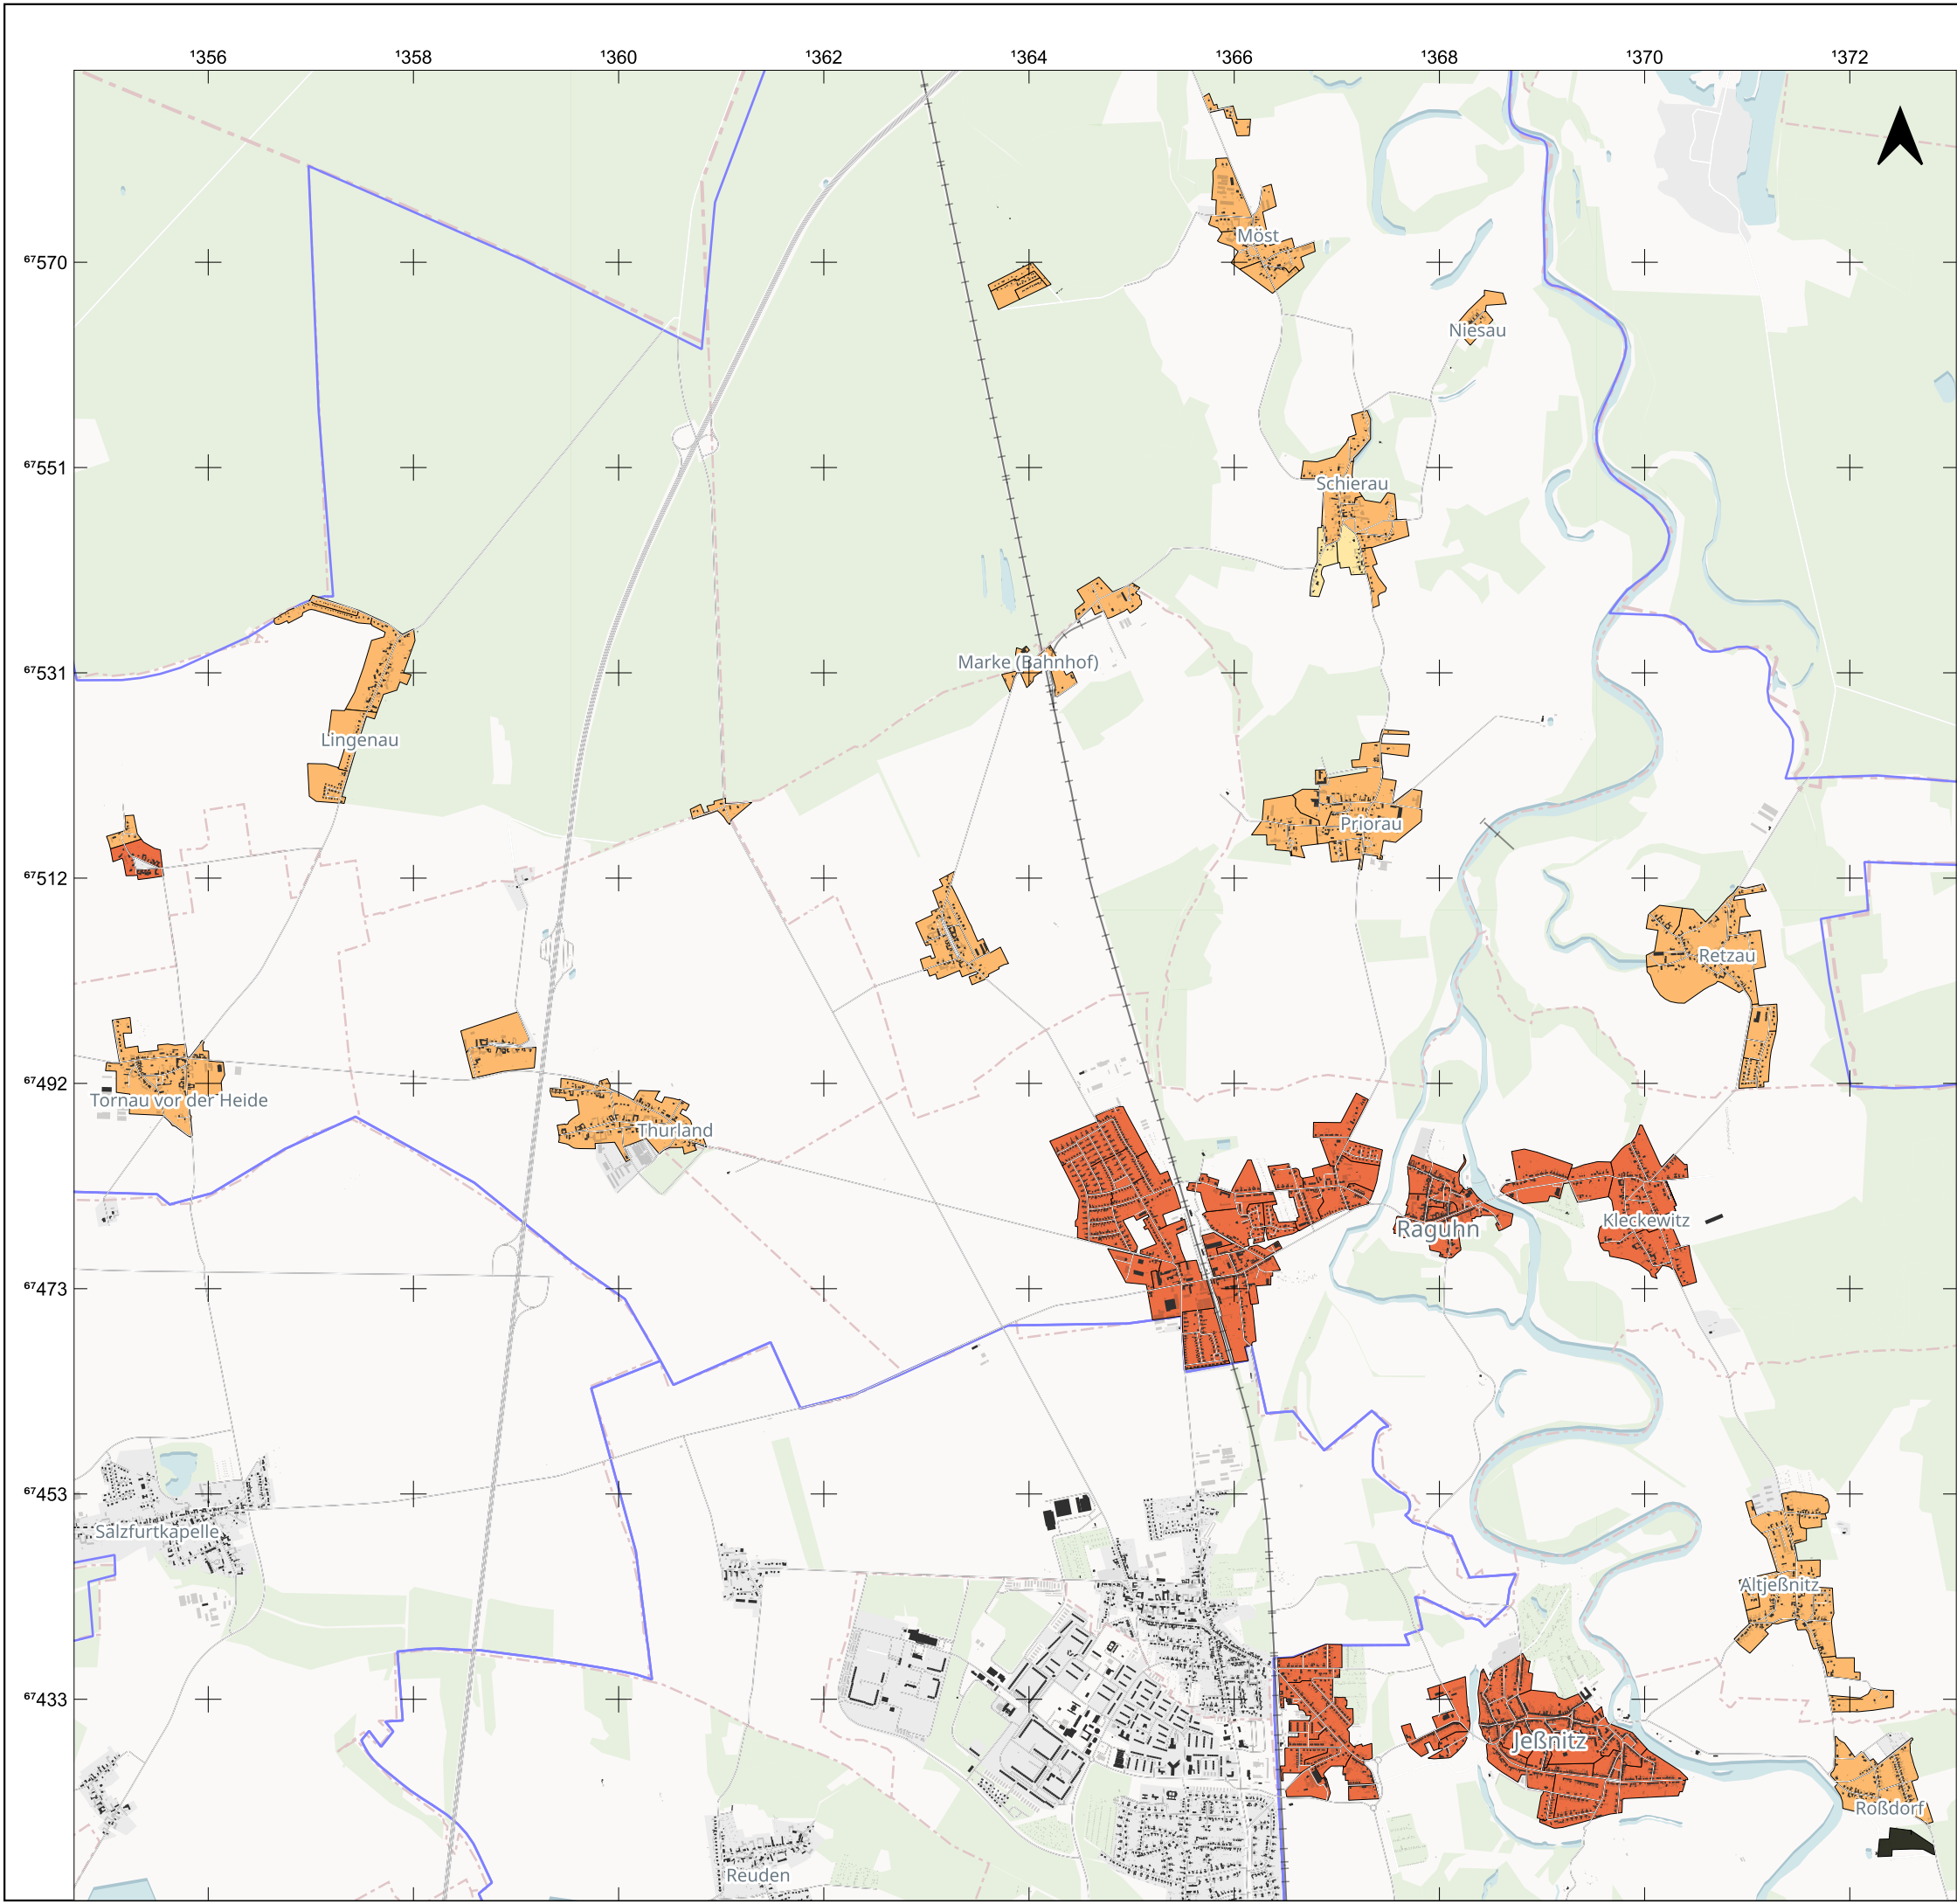 ¹356 ¹358 ¹360 ¹362 ¹364 ¹366 ¹368 ¹370 ¹372
Möst
⁶⁷570
Niesau
⁶⁷551
Schierau
Marke (Bahnhof)
⁶⁷531
Lingenau
Priorau
⁶⁷512
Retzau
⁶⁷492
Tornau vor der Heide
Thurland
Kleckewitz
Raguhn
⁶⁷473
⁶⁷453
Salzfurtkapelle
Altjeßnitz
⁶⁷433
Jeßnitz
Roßdorf
Reuden